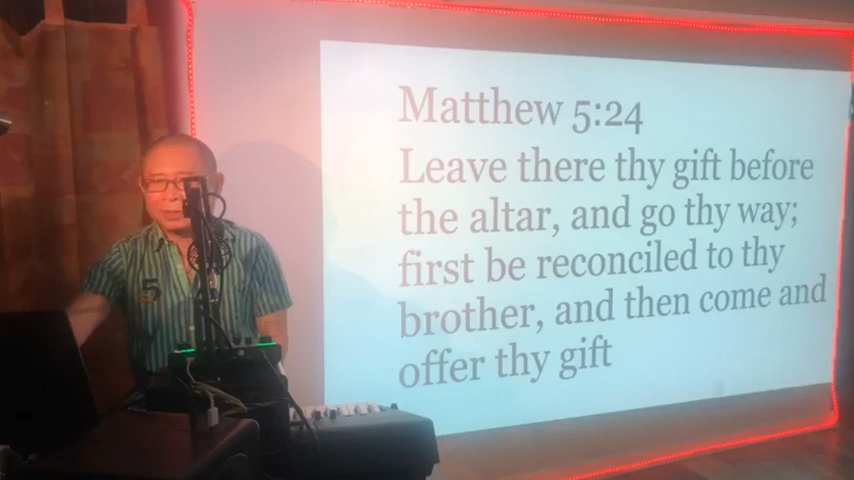 Matthew 5:24
Leave there thy gift before
the altar, and go thy way;
first be reconciled to thy
brother, and then come and
offer thy gift
5